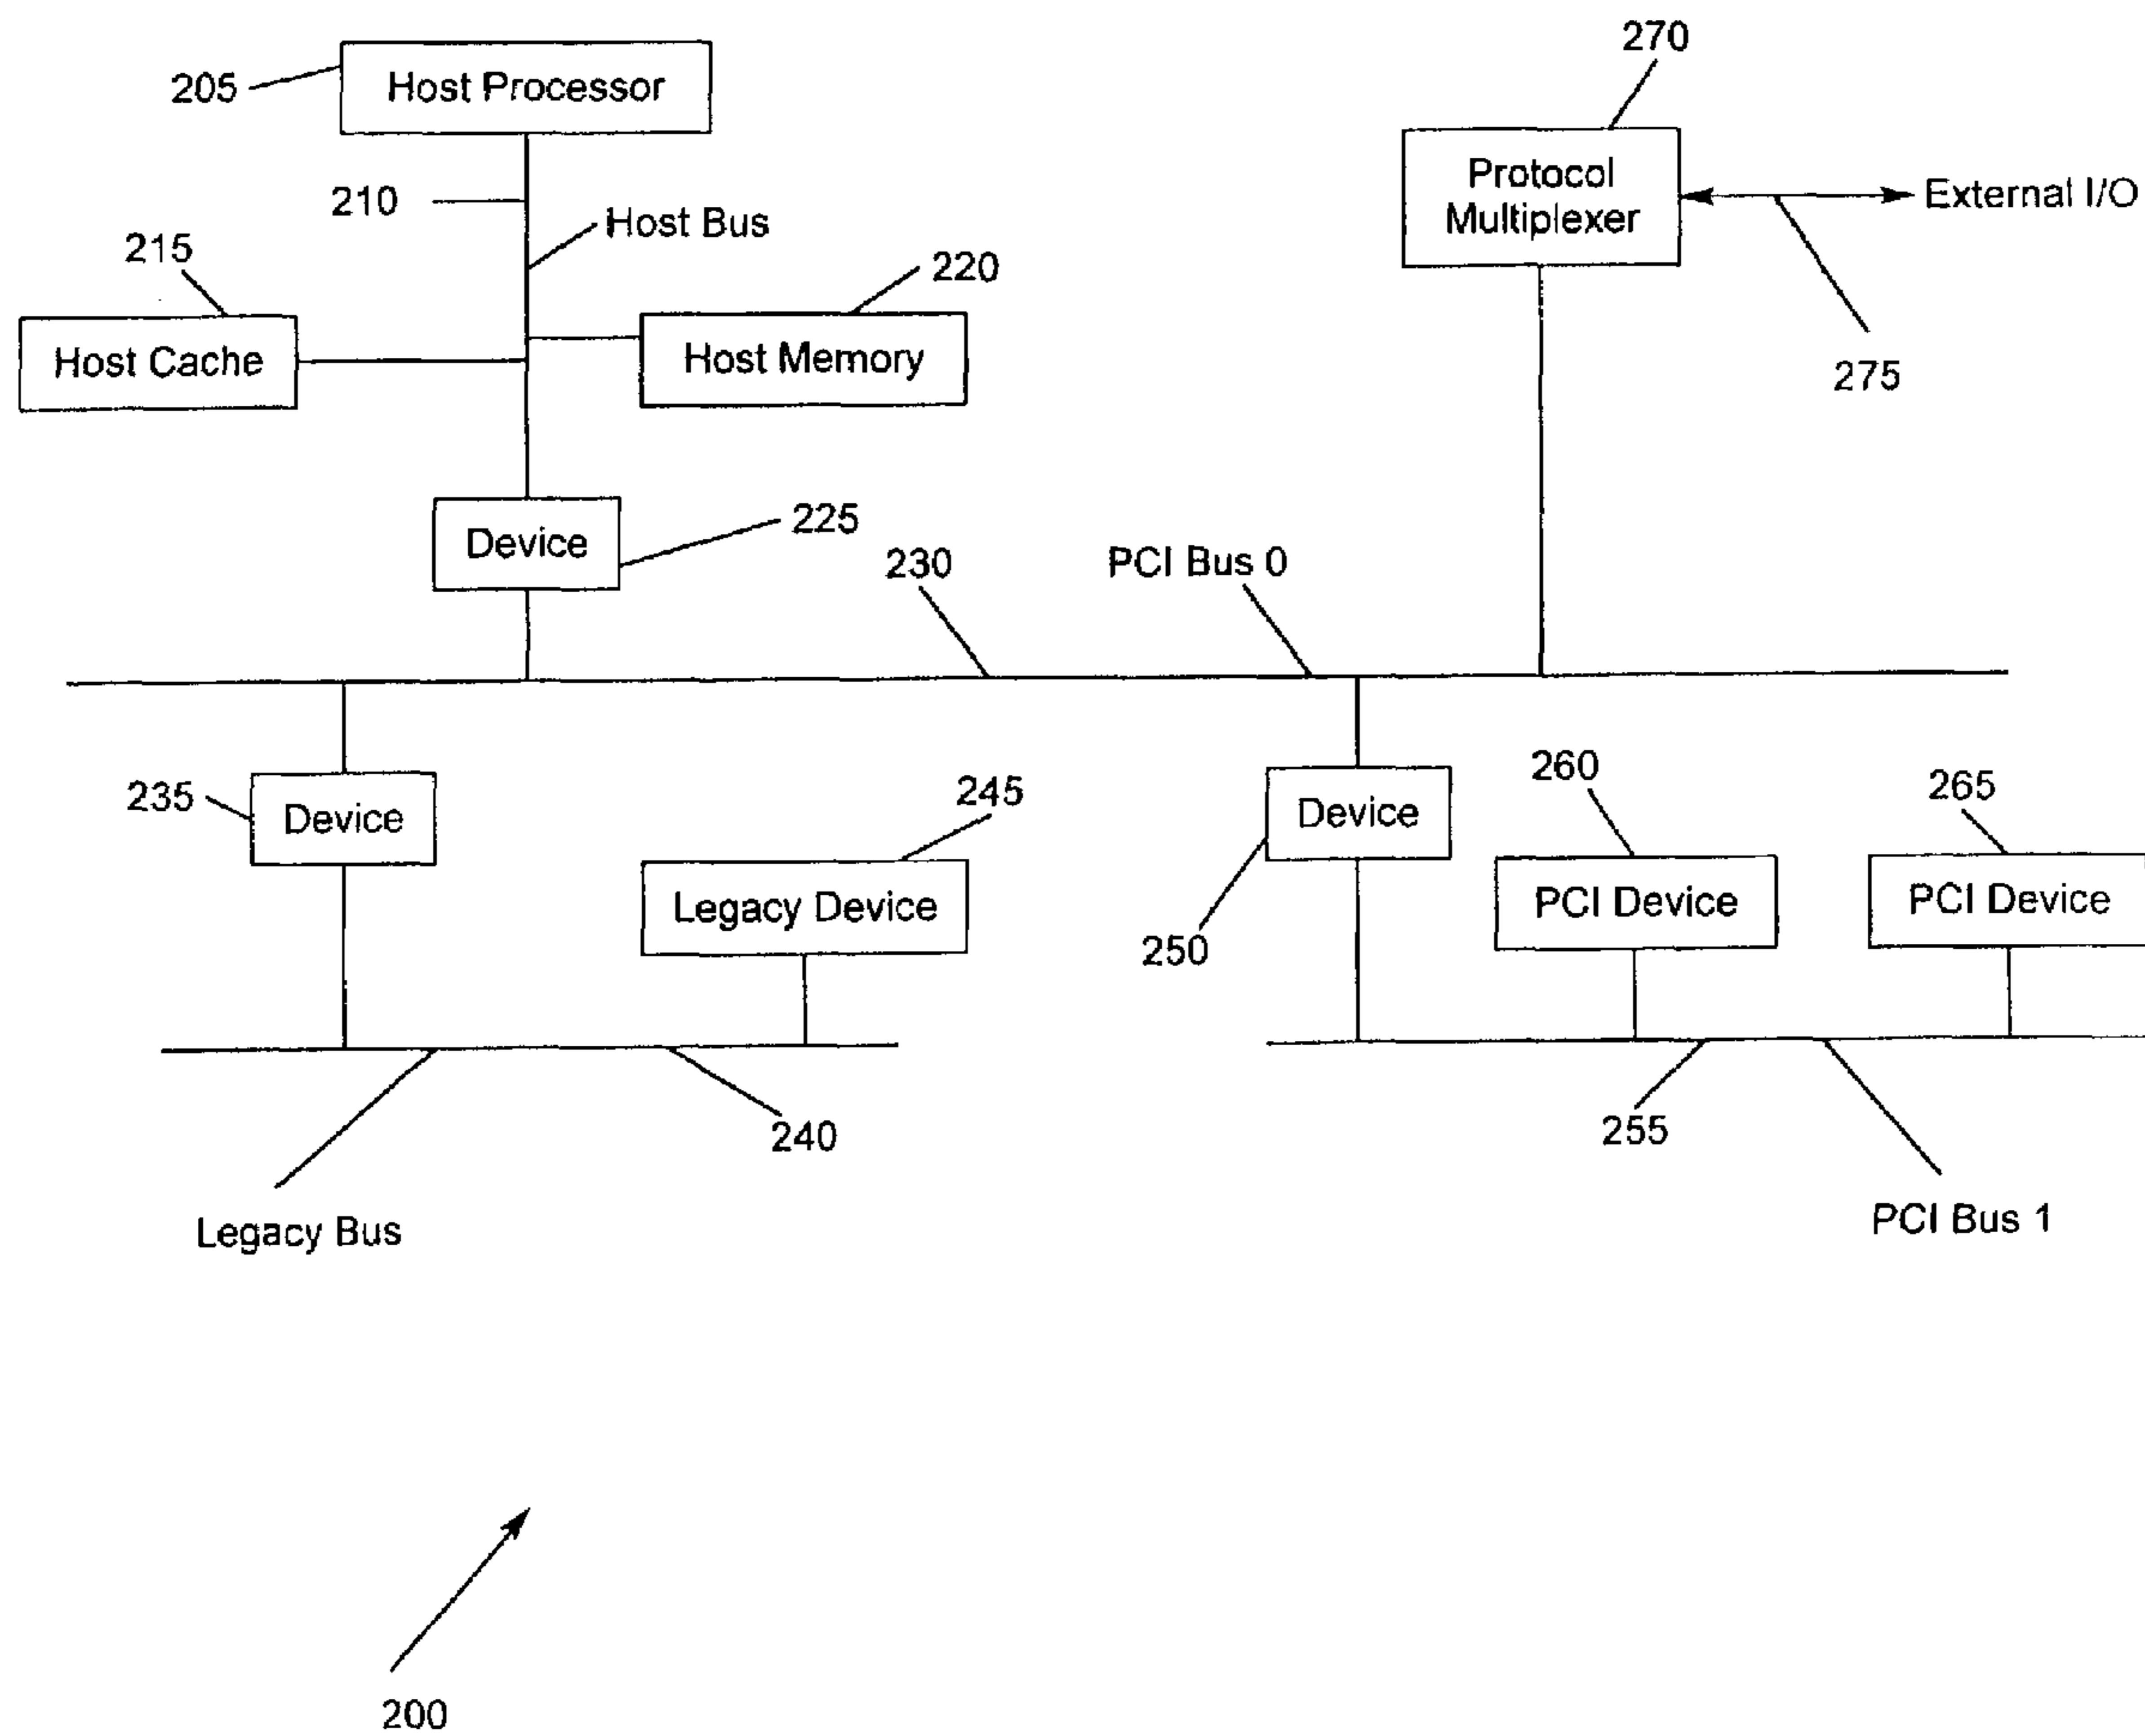 270
205
Host Processor
Protocol
Multiplexer
External I/O
210
Host Bus
215
220
Host Cache
Host Memory
275
225
Device
230
PCI Bus 0
235
Device
245
Legacy Device
260
265
Device
PCI Device
PCI Device
250
240
255
Legacy Bus
PCI Bus 1
200